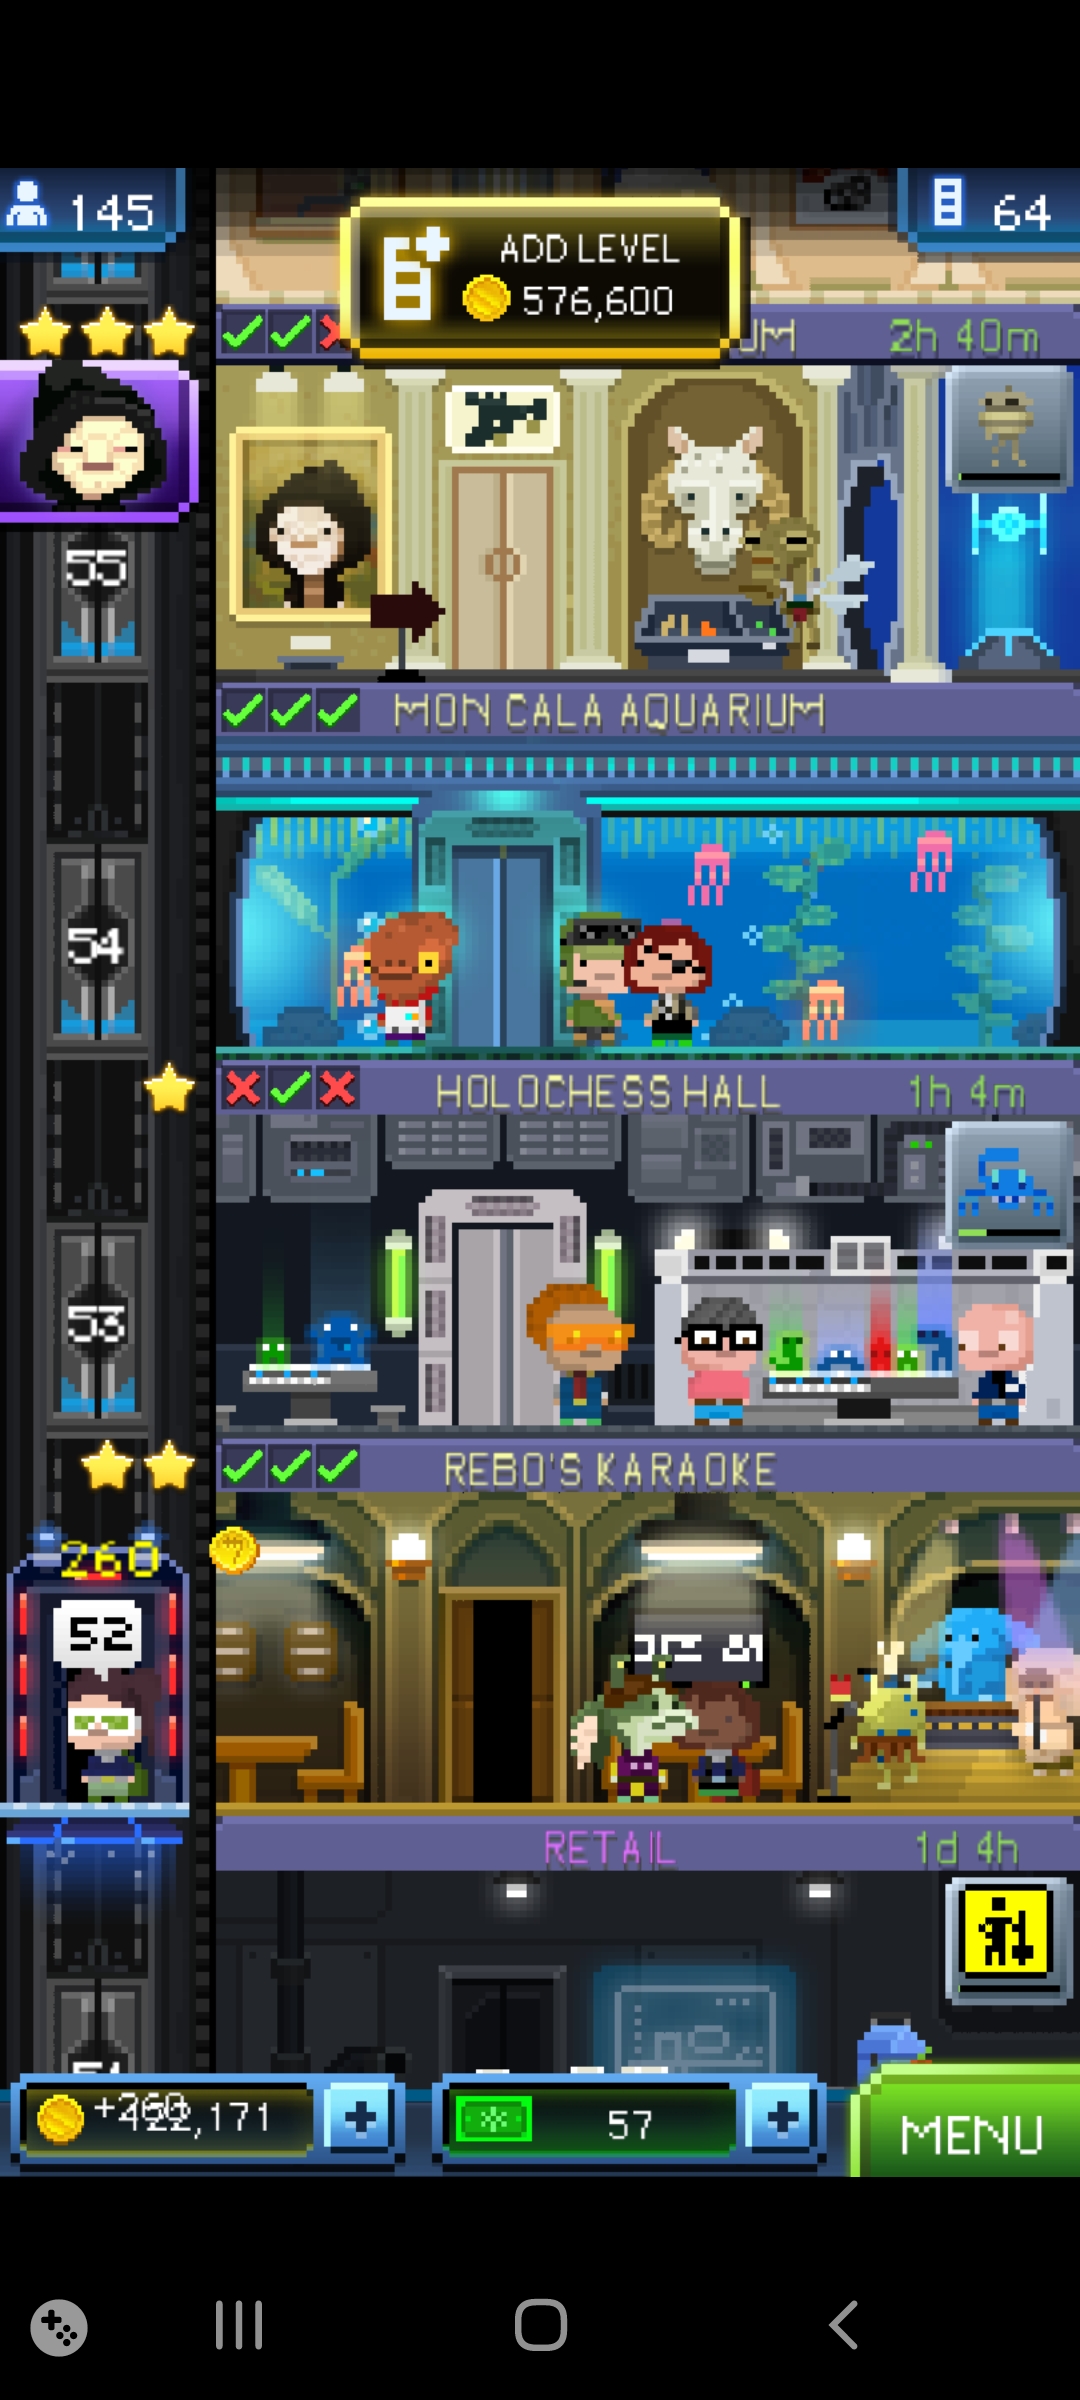 145
ADD LEVEL
576,600
64
UM
2h 40m
55
MON CALA AQUARIUM
54
HOLOCHESS HALL
1h 4m
53
REBO'S KARAOKE
260
52
RETAIL
1d 4h
51
+260
422,171
57
MENU